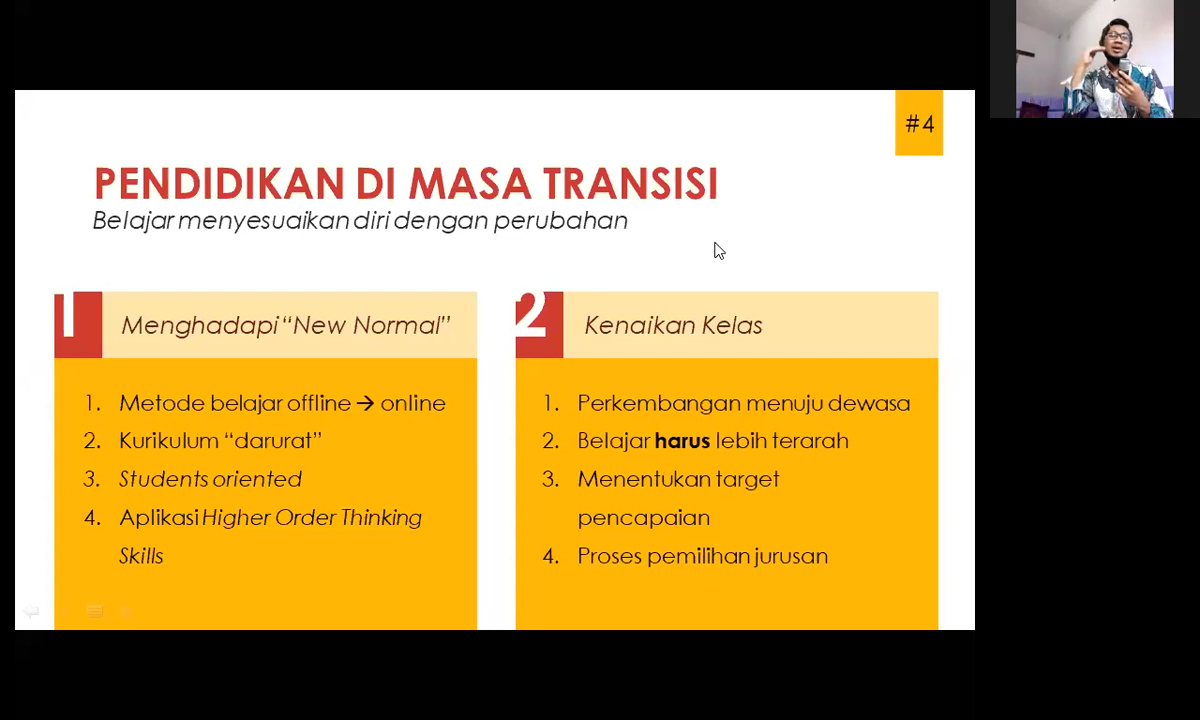 #4
PENDIDIKAN DI MASA TRANSISI
Belajar menyesuaikan diri dengan perubahan
1
Menghadapi “New Normal”
1. Metode belajar offline → online
2. Kurikulum “darurat”
3. Students oriented
4. Aplikasi Higher Order Thinking
Skills
2
Kenaikan Kelas
1. Perkembangan menuju dewasa
2. Belajar harus lebih terarah
3. Menentukan target
pencapaian
4. Proses pemilihan jurusan